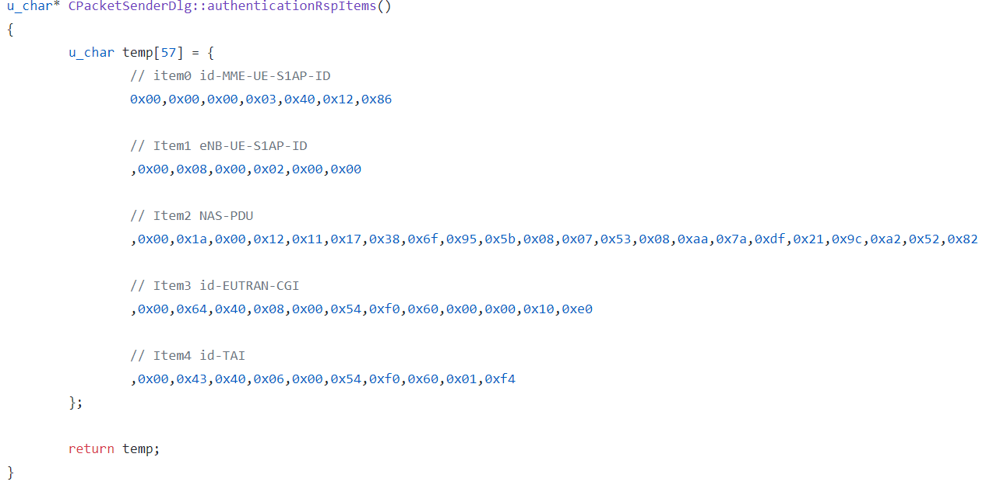 u_char* CPacketSenderDlg::authenticationRspItems()
{
u_char temp[57] = {
// item0 id-MME-UE-S1AP-ID
0x00,0x00,0x00,0x03,0x40,0x12,0x86
// Item1 eNB-UE-S1AP-ID
,0x00,0x08,0x00,0x02,0x00,0x00
// Item2 NAS-PDU
,0x00,0x1a,0x00,0x12,0x11,0x17,0x38,0x6f,0x95,0x5b,0x08,0x07,0x53,0x08,0xaa,0x7a,0xdf,0x21,0x9c,0xa2,0x52,0x82
// Item3 id-EUTRAN-CGI
,0x00,0x64,0x40,0x08,0x00,0x54,0xf0,0x60,0x00,0x00,0x10,0xe0
// Item4 id-TAI
,0x00,0x43,0x40,0x06,0x00,0x54,0xf0,0x60,0x01,0xf4
};
return temp;
}